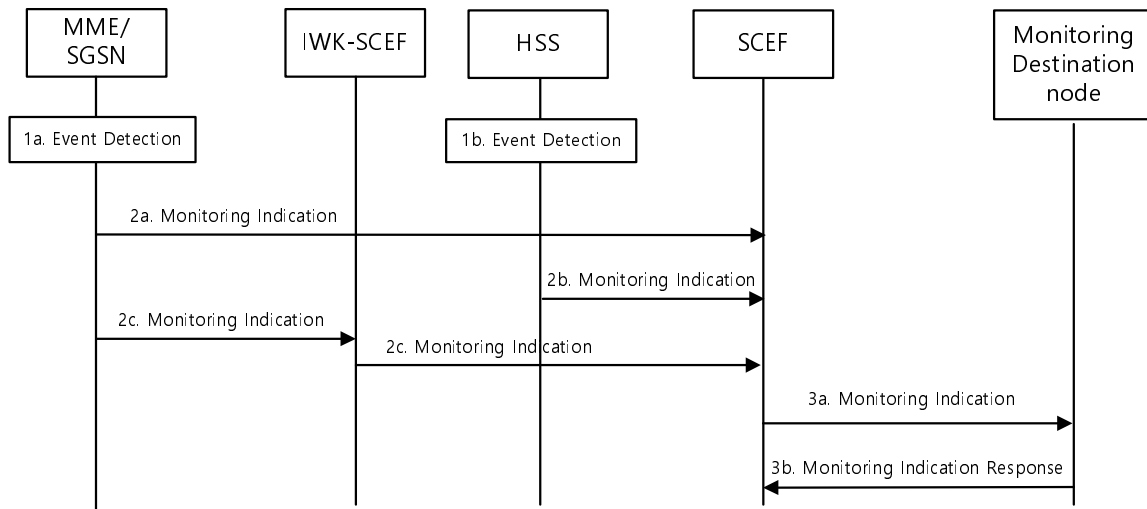 MME/
SGSN
IWK-SCEF
HSS
SCEF
Monitoring
Destination
node
1a. Event Detection
1b. Event Detection
2a. Monitoring Indication
2b. Monitoring Indication
2c. Monitoring Indication
2c. Monitoring Indication
3a. Monitoring Indication
3b. Monitoring Indication Response